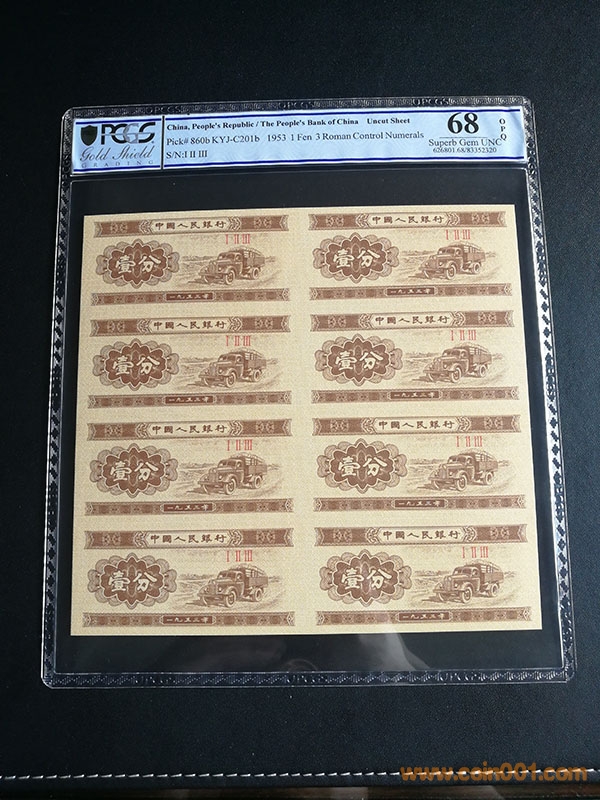 PCGS
Gold Shield
GRADING
China, People's Republic / The People's Bank of China Uncut Sheet
Pick# 860b KYJ-C201b 1953 1 Fen 3 Roman Control Numerals
S/N:I II III
68
OPQ
Superb Gem UNC
626801.68/83352320
中國人民銀行
I II III
壹分
一九五三年
中國人民銀行
I II III
壹分
一九五三年
中國人民銀行
I II III
壹分
一九五三年
中國人民銀行
I II III
壹分
一九五三年
中國人民銀行
I II III
壹分
一九五三年
中國人民銀行
I II III
壹分
一九五三年
中國人民銀行
I II III
壹分
一九五三年
中國人民銀行
I II III
壹分
一九五三年
www.coin001.com